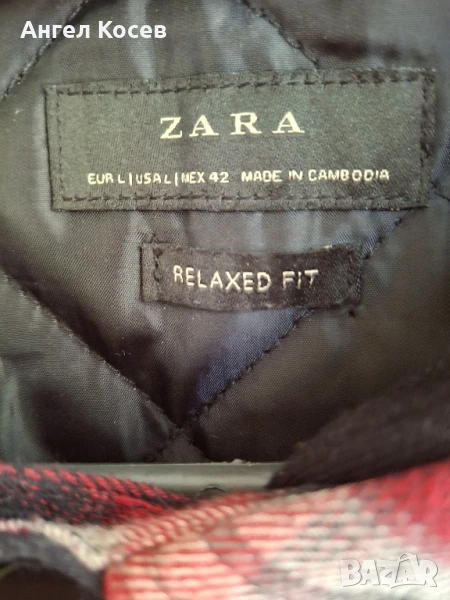 Ангел Косев
ZARA
EUR L | USA L | MEX 42 MADE IN CAMBODIA
RELAXED FIT
BAZAR